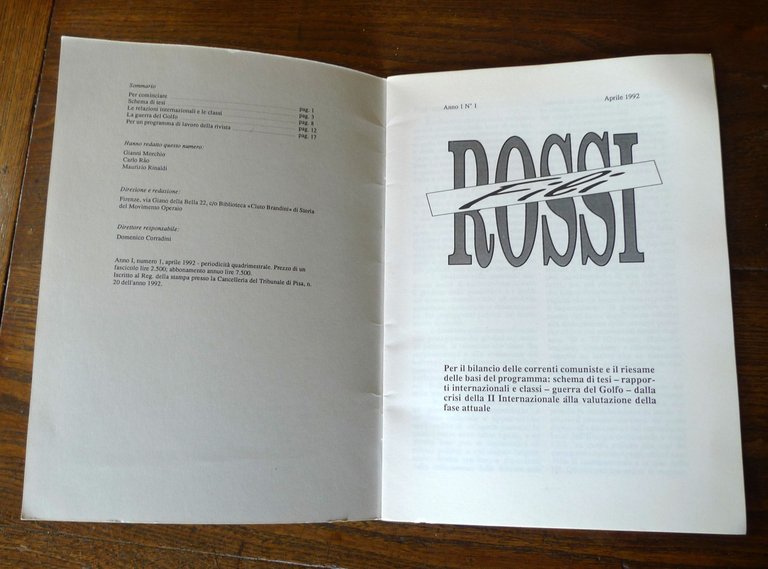 Sommario
Per cominciare pag. 1
Schema di tesi pag. 3
Le relazioni internazionali e le classi pag. 8
La guerra del Golfo pag. 12
Per un programma di lavoro della rivista pag. 17
Hanno redatto questo numero:
Gianni Morchio
Carlo Rão
Maurizio Rinaldi
Direzione e redazione:
Firenze, via Giano della Bella 22, c/o Biblioteca «Ciuto Brandini» di Storia
del Movimento Operaio
Direttore responsabile:
Domenico Corradini
Anno I, numero 1, aprile 1992 - periodicità quadrimestrale. Prezzo di un
fascicolo lire 2.500; abbonamento annuo lire 7.500.
Iscritto al Reg. della stampa presso la Cancelleria del Tribunale di Pisa, n.
20 dell'anno 1992.
Anno I N° 1 Aprile 1992
Fili
ROSSI
Per il bilancio delle correnti comuniste e il riesame
delle basi del programma: schema di tesi – rappor-
ti internazionali e classi – guerra del Golfo – dalla
crisi della II Internazionale alla valutazione della
fase attuale